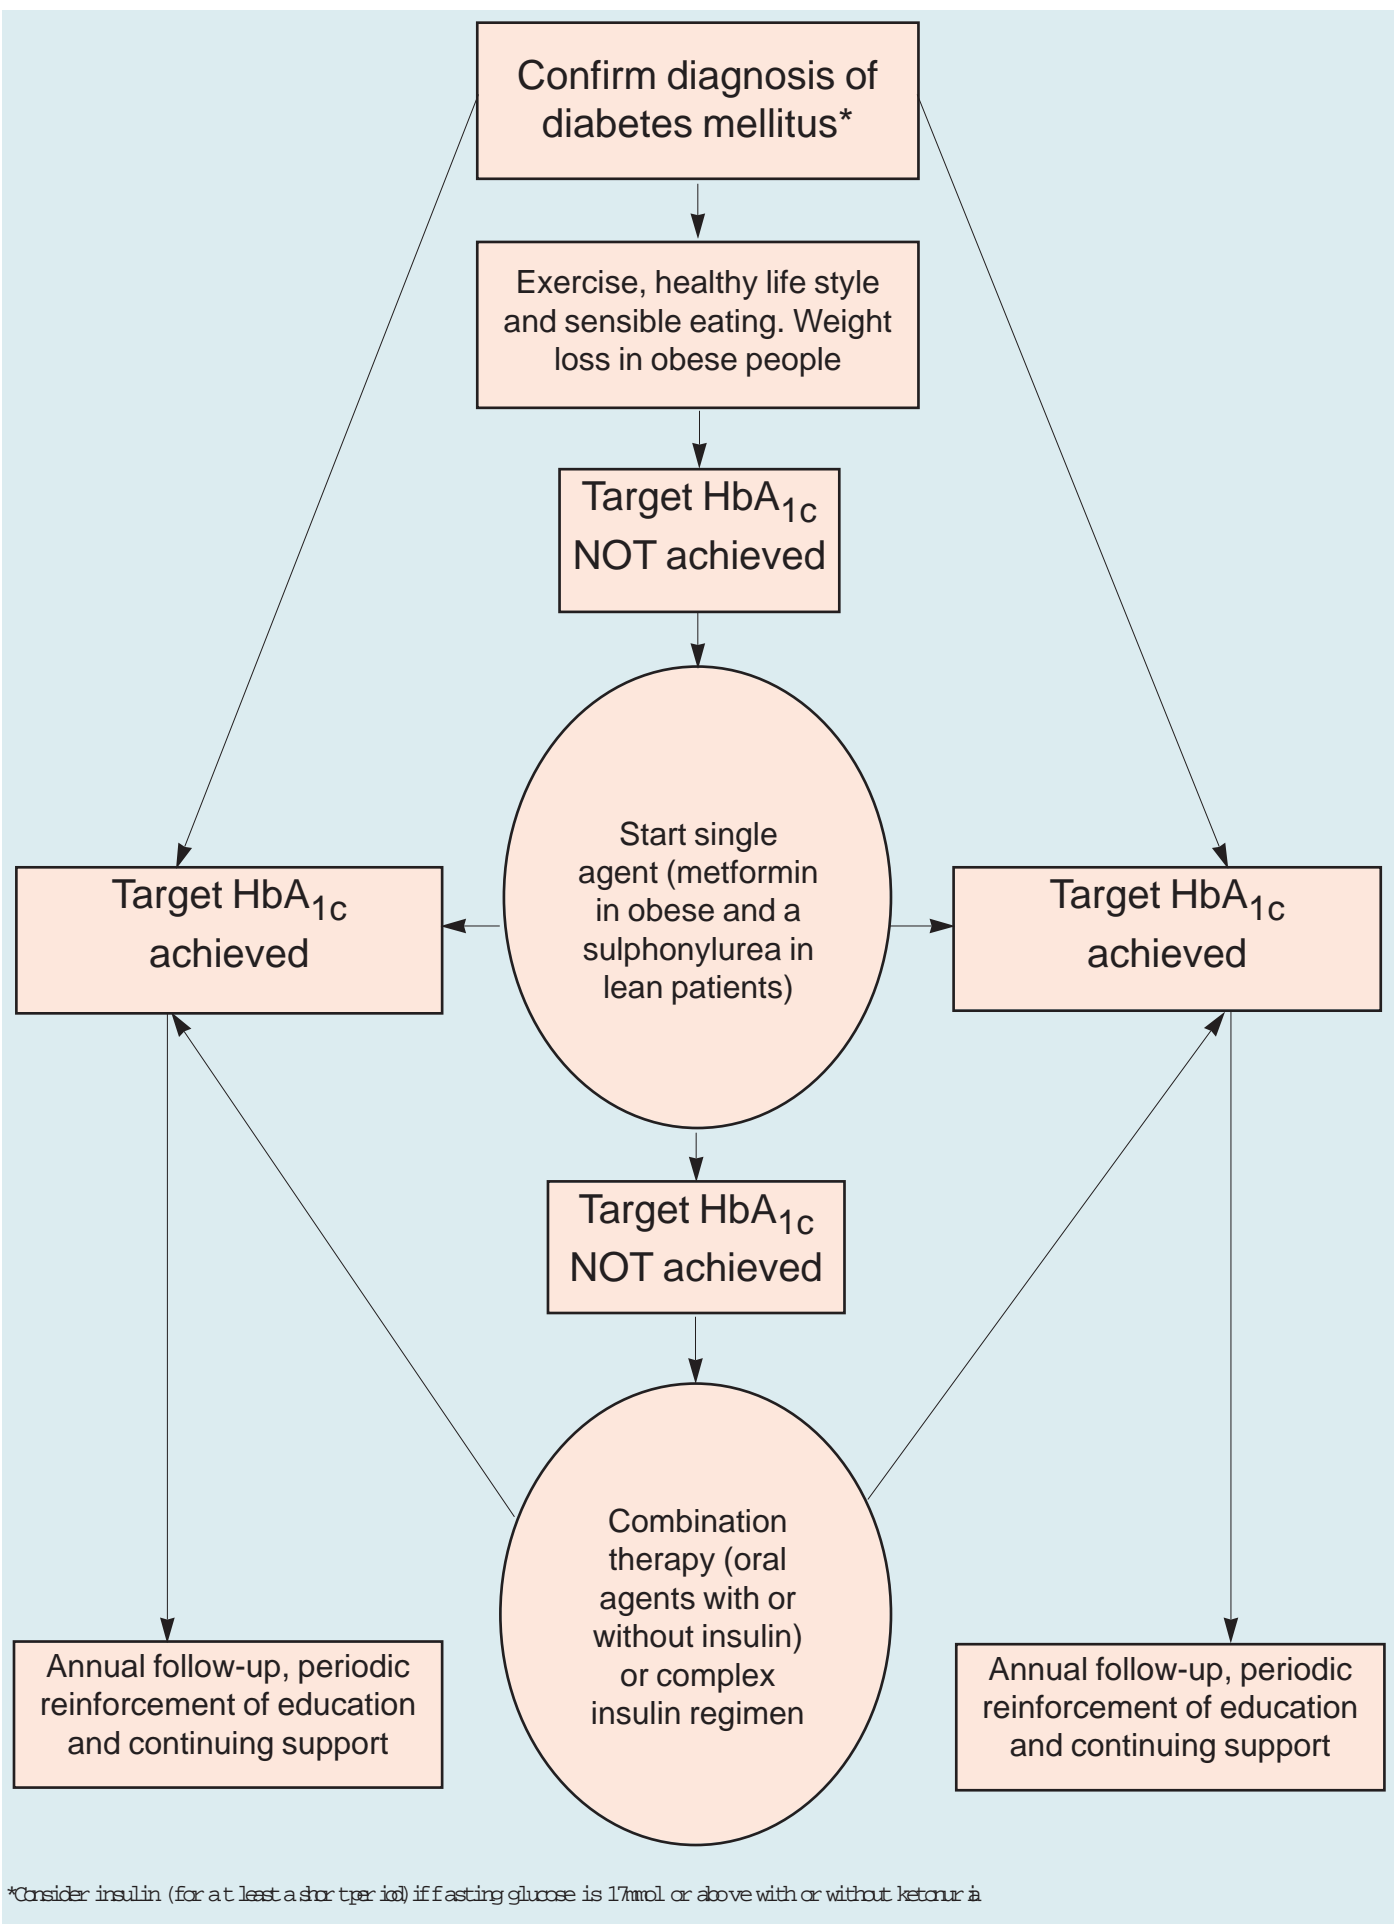 Confirm diagnosis of
diabetes mellitus*
Exercise, healthy life style
and sensible eating. Weight
loss in obese people
Target HbA1c
NOT achieved
Start single
agent (metformin
in obese and a
sulphonylurea in
lean patients)
Target HbA1c
achieved
Target HbA1c
achieved
Target HbA1c
NOT achieved
Combination
therapy (oral
agents with or
without insulin)
or complex
insulin regimen
Annual follow-up, periodic
reinforcement of education
and continuing support
Annual follow-up, periodic
reinforcement of education
and continuing support
*Consider insulin (for at least a short period) if fasting glucose is 17mmol or above with or without ketonuria